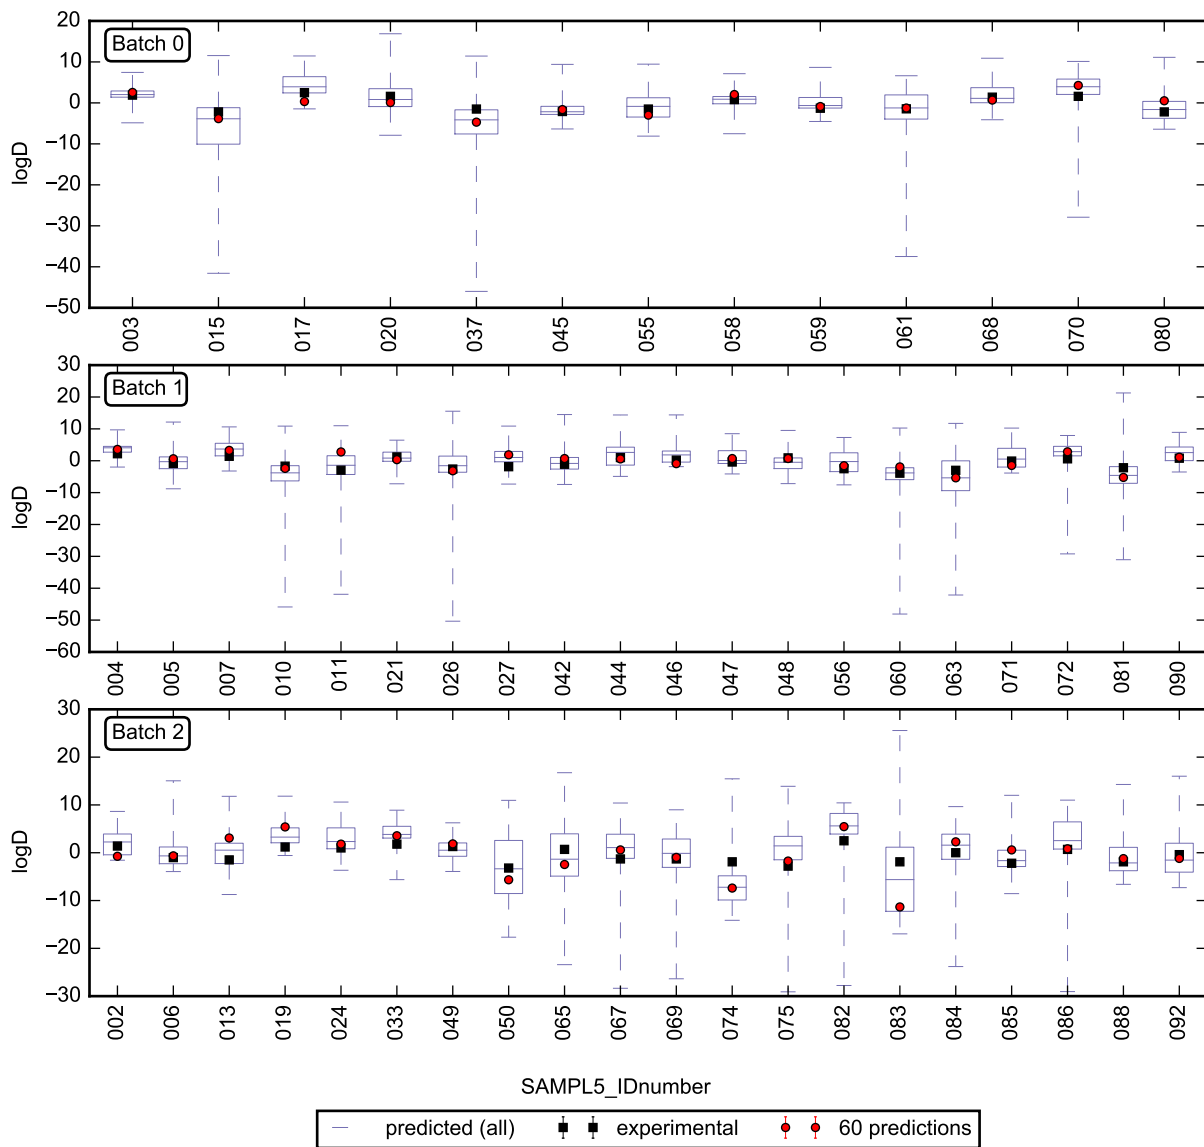 Batch 0
logD
20
10
0
−10
−20
−30
−40
−50
003 015 017 020 037 045 055 058 059 061 068 070 080
Batch 1
logD
30
20
10
0
−10
−20
−30
−40
−50
−60
004 005 007 010 011 021 026 027 042 044 046 047 048 056 060 063 071 072 081 090
Batch 2
logD
30
20
10
0
−10
−20
−30
002 006 013 019 024 033 049 050 065 067 069 074 075 082 083 084 085 086 088 092
SAMPL5_IDnumber
predicted (all) experimental 60 predictions